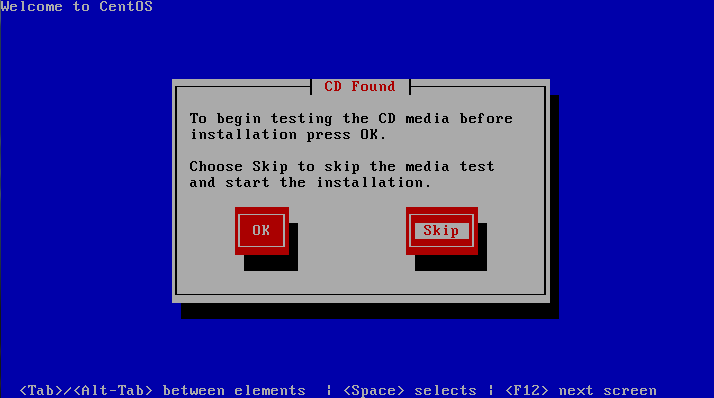 Welcome to CentOS
CD Found
To begin testing the CD media before
installation press OK.
Choose Skip to skip the media test
and start the installation.
OK Skip
<Tab>/<Alt-Tab> between elements | <Space> selects | <F12> next screen